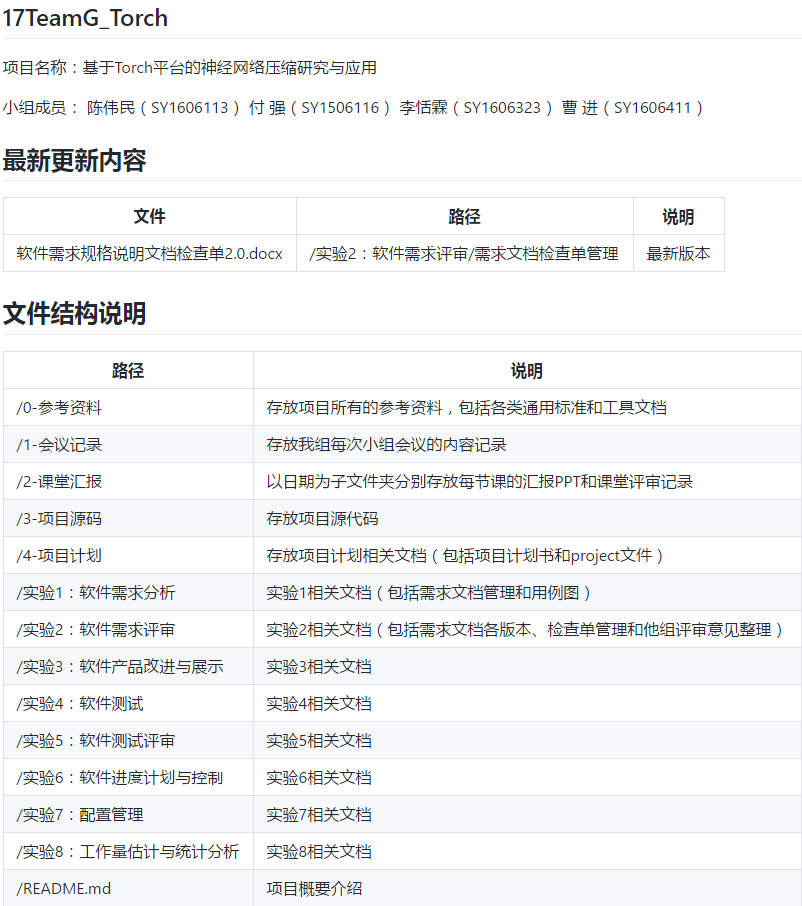 17TeamG_Torch
项目名称：基于Torch平台的神经网络压缩研究与应用
小组成员： 陈伟民（SY1606113） 付 强（SY1506116） 李恬霖（SY1606323） 曹 进（SY1606411）
最新更新内容
文件 路径 说明
软件需求规格说明文档检查单2.0.docx /实验2：软件需求评审/需求文档检查单管理 最新版本
文件结构说明
路径 说明
/0-参考资料 存放项目所有的参考资料，包括各类通用标准和工具文档
/1-会议记录 存放我组每次小组会议的内容记录
/2-课堂汇报 以日期为子文件夹分别存放每节课的汇报PPT和课堂评审记录
/3-项目源码 存放项目源代码
/4-项目计划 存放项目计划相关文档（包括项目计划书和project文件）
/实验1：软件需求分析 实验1相关文档（包括需求文档管理和用例图）
/实验2：软件需求评审 实验2相关文档（包括需求文档各版本、检查单管理和他组评审意见整理）
/实验3：软件产品改进与展示 实验3相关文档
/实验4：软件测试 实验4相关文档
/实验5：软件测试评审 实验5相关文档
/实验6：软件进度计划与控制 实验6相关文档
/实验7：配置管理 实验7相关文档
/实验8：工作量估计与统计分析 实验8相关文档
/README.md 项目概要介绍